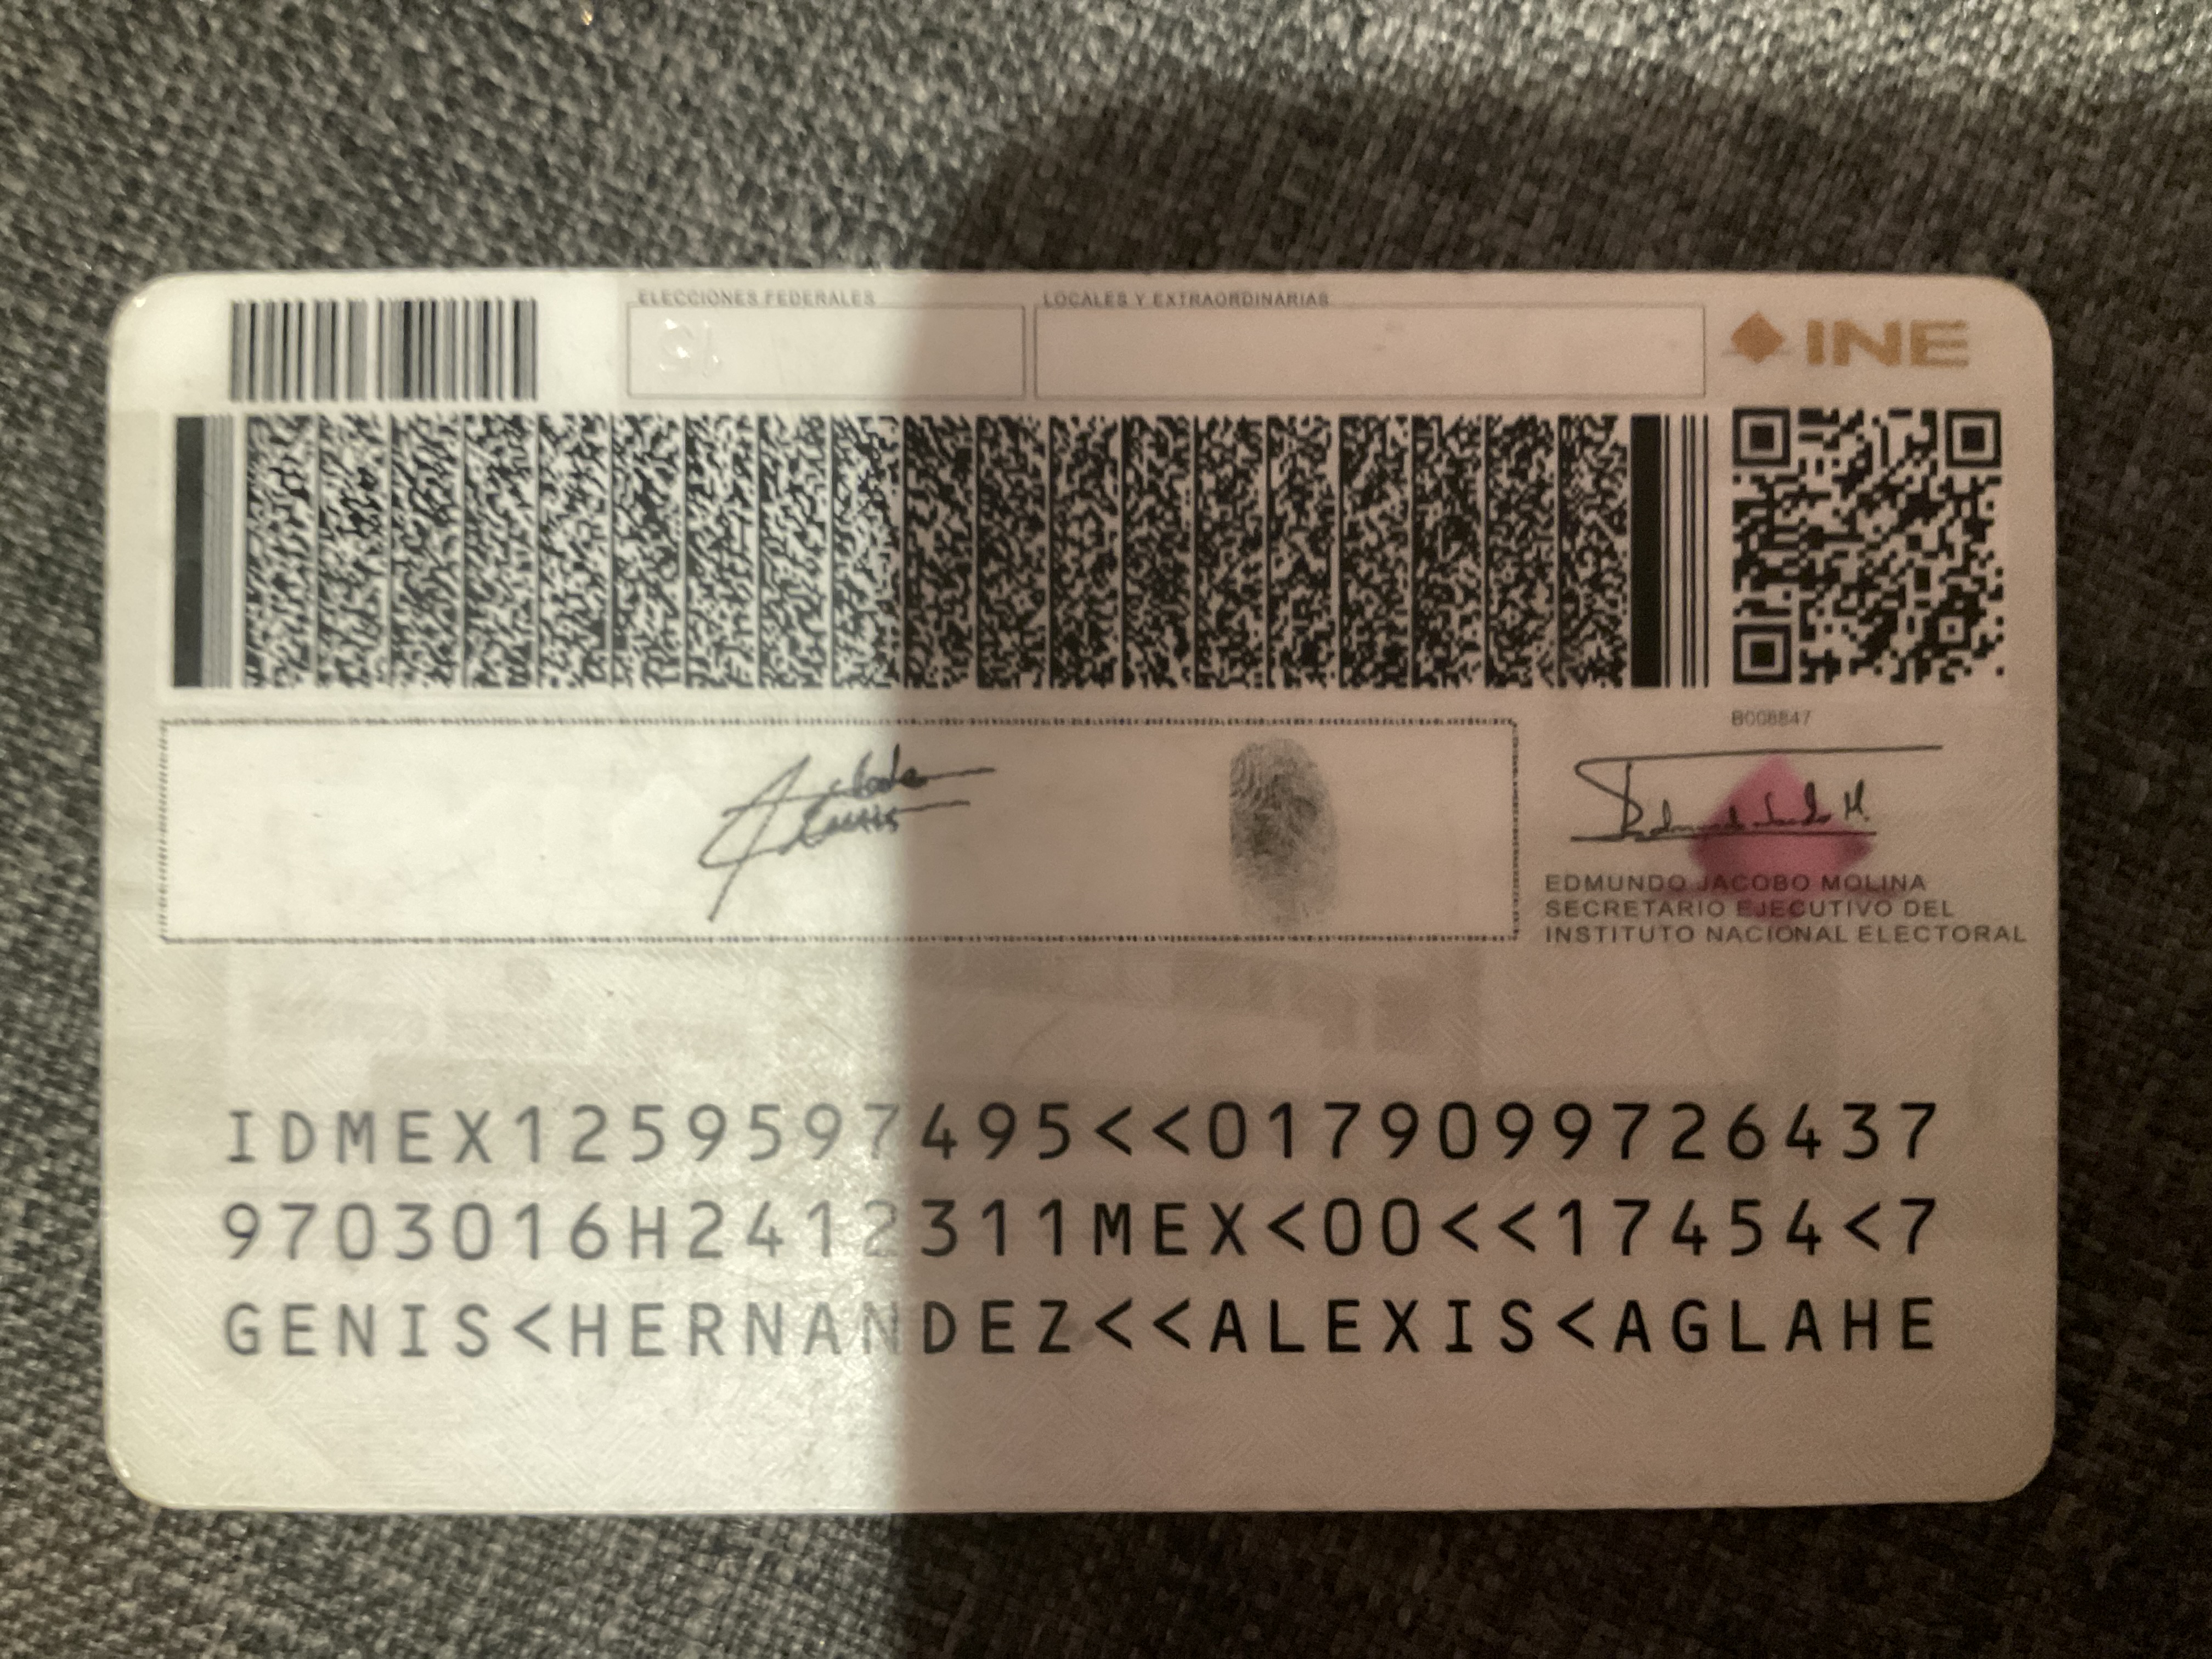 ELECCIONES FEDERALES
LOCALES Y EXTRAORDINARIAS
INE
EDMUNDO JACOBO MOLINA
SECRETARIO EJECUTIVO DEL
INSTITUTO NACIONAL ELECTORAL
IDMEX1259597495<<0179099726437
9703016H2412311MEX<00<<17454<7
GENIS<HERNANDEZ<<ALEXIS<AGLAHE